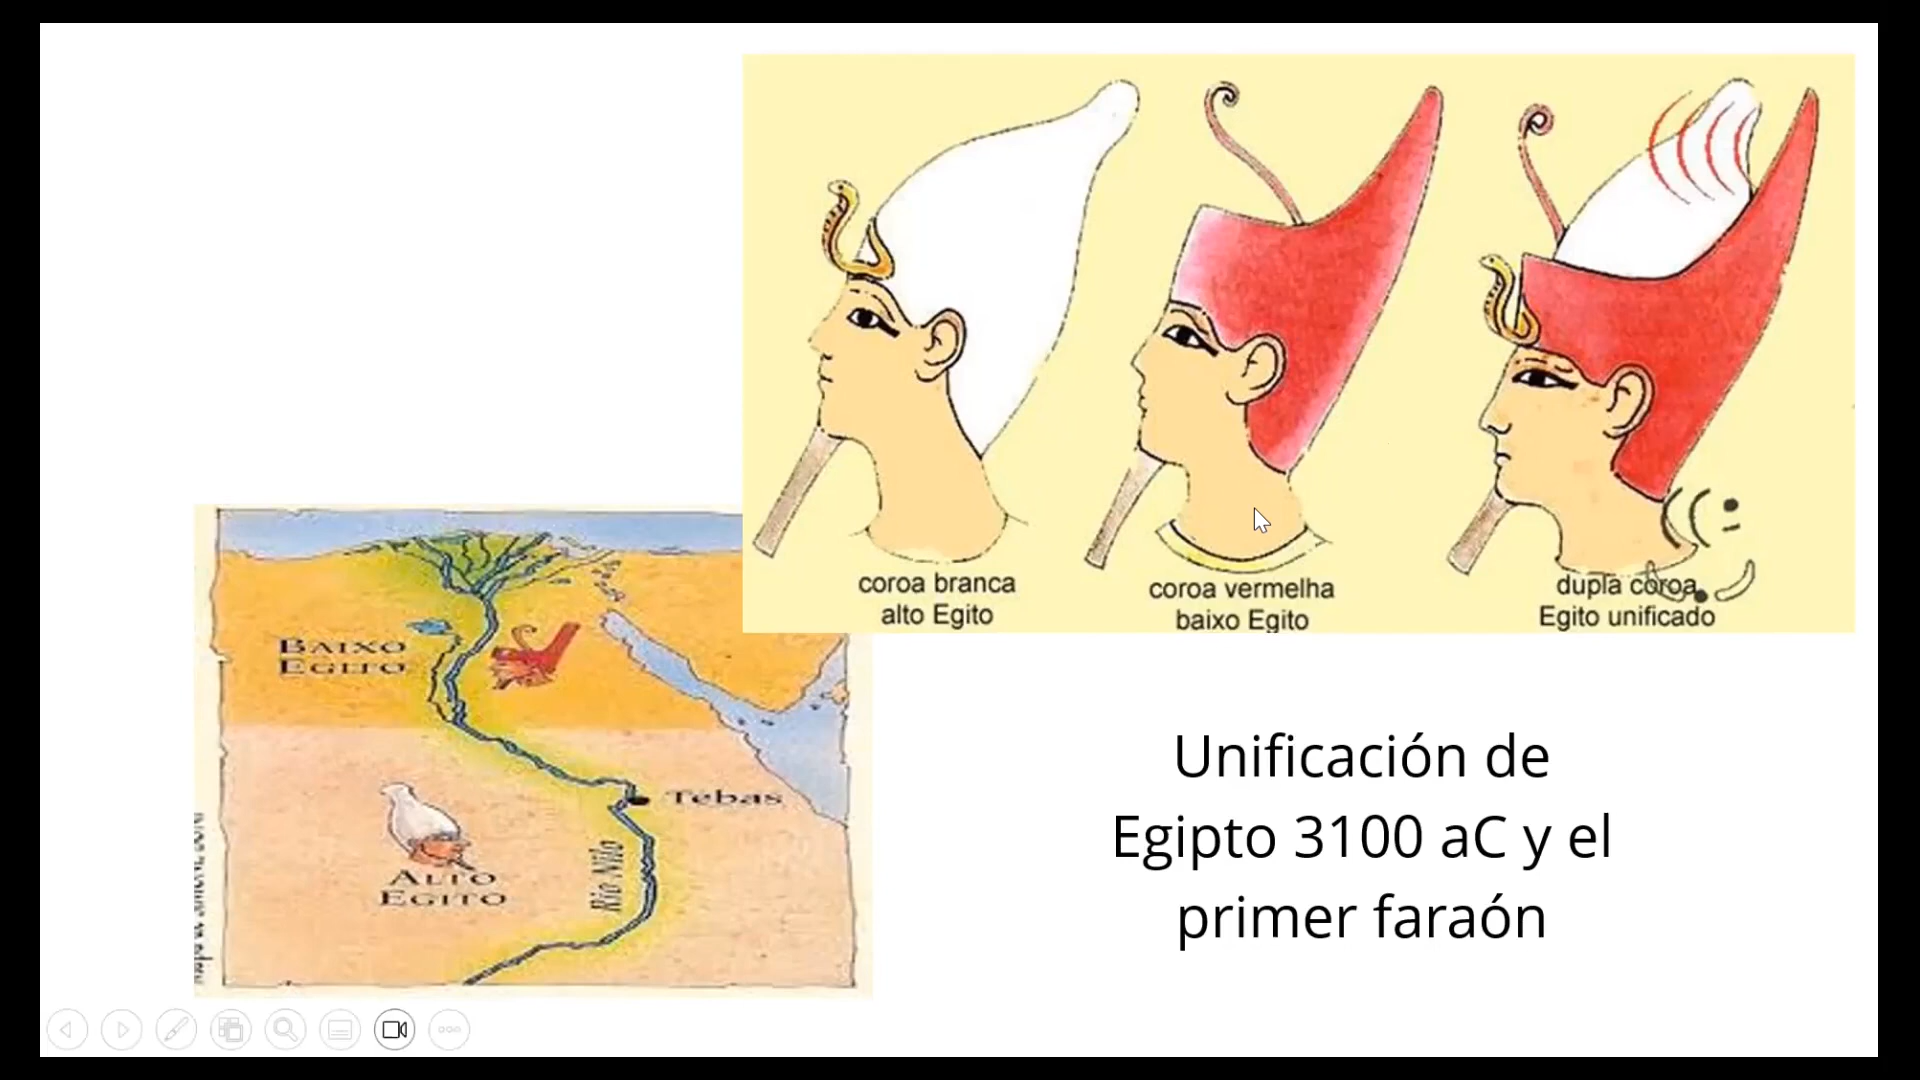 coroa branca
alto Egito
coroa vermelha
baixo Egito
dupla coroa
Egito unificado
BAIXO
EGITO
Tebas
ALTO
EGITO
Rio Nilo
Unificación de
Egipto 3100 aC y el
primer faraón